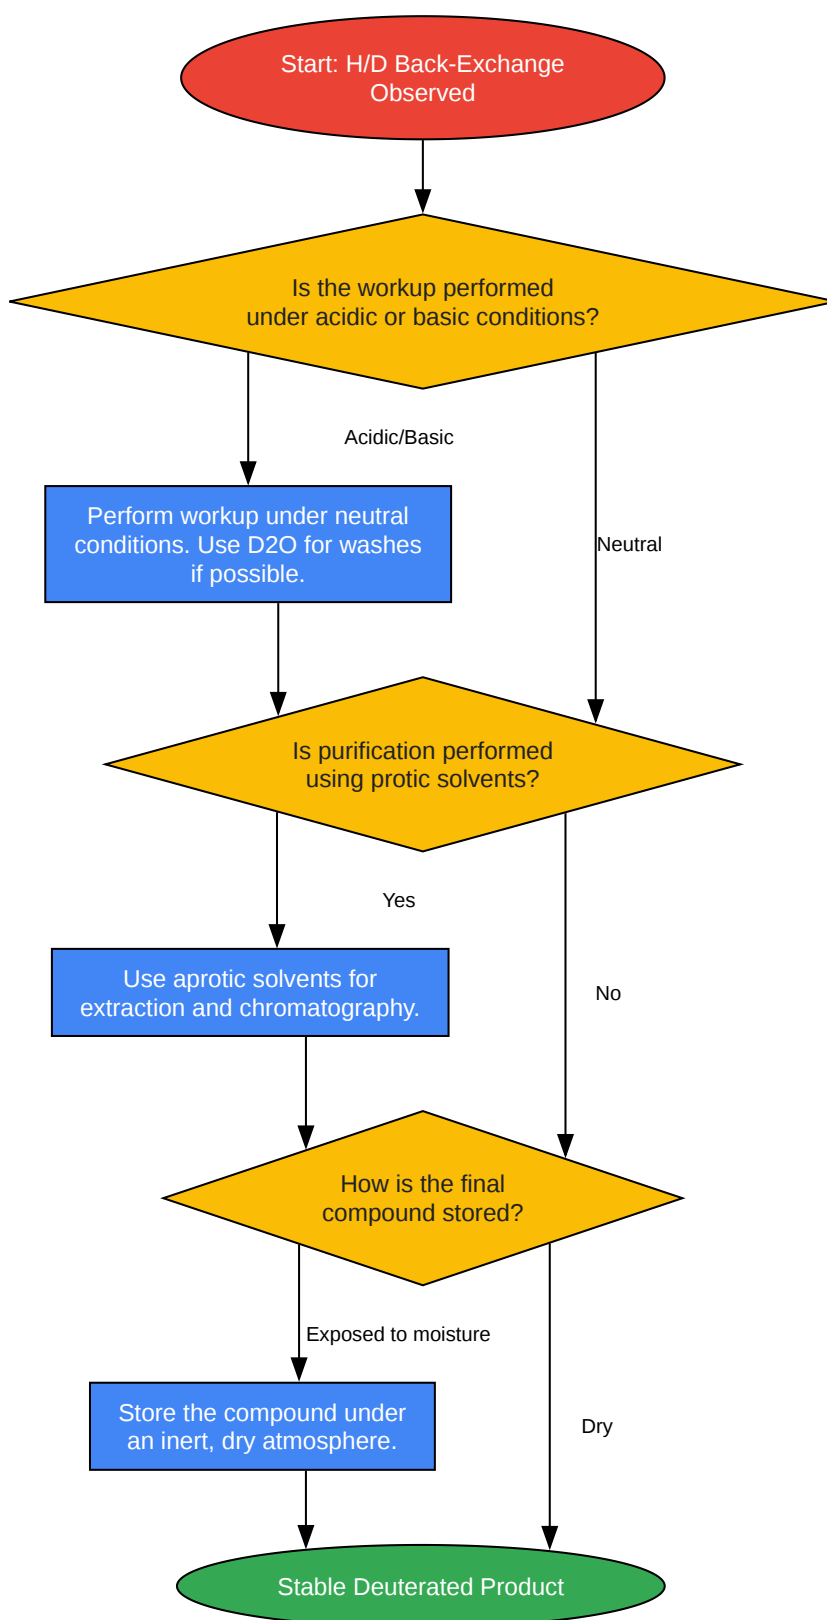 Start: H/D Back-Exchange
Observed
Is the workup performed
under acidic or basic conditions?
Acidic/Basic
Perform workup under neutral
conditions. Use D2O for washes
if possible.
Neutral
Is purification performed
using protic solvents?
Yes
Use aprotic solvents for
extraction and chromatography.
No
How is the final
compound stored?
Exposed to moisture
Store the compound under
an inert, dry atmosphere.
Dry
Stable Deuterated Product